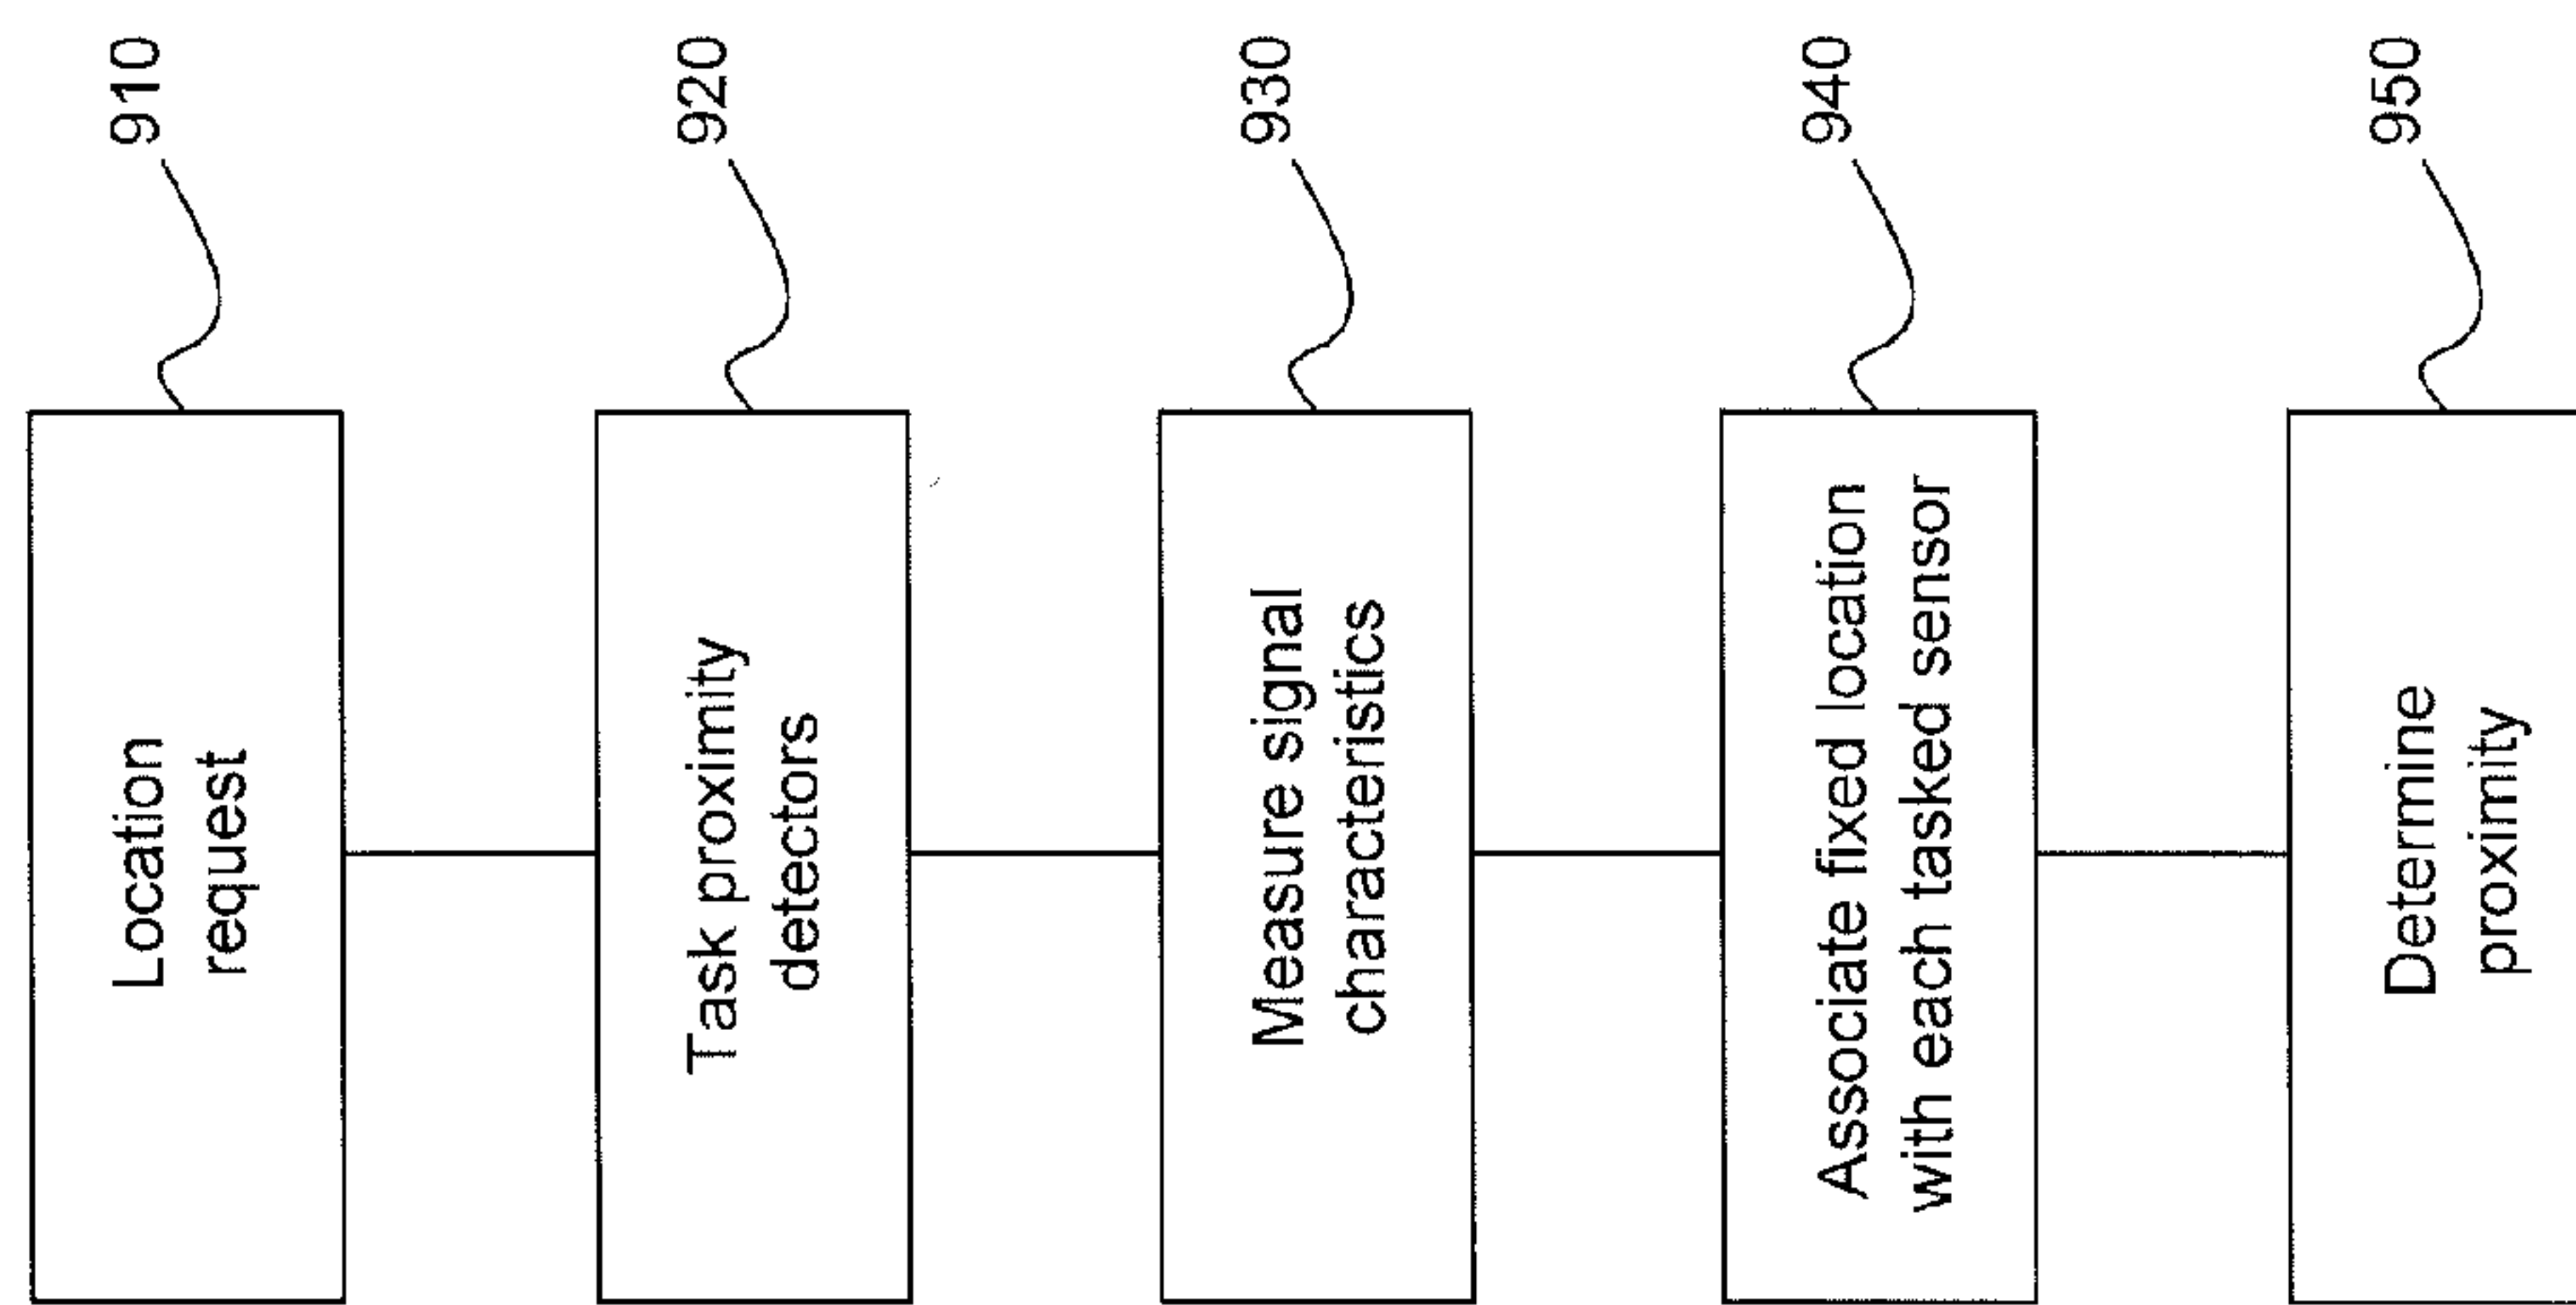 Location
request
910
Task proximity
detectors
920
Measure signal
characteristics
930
Associate fixed location
with each tasked sensor
940
Determine
proximity
950